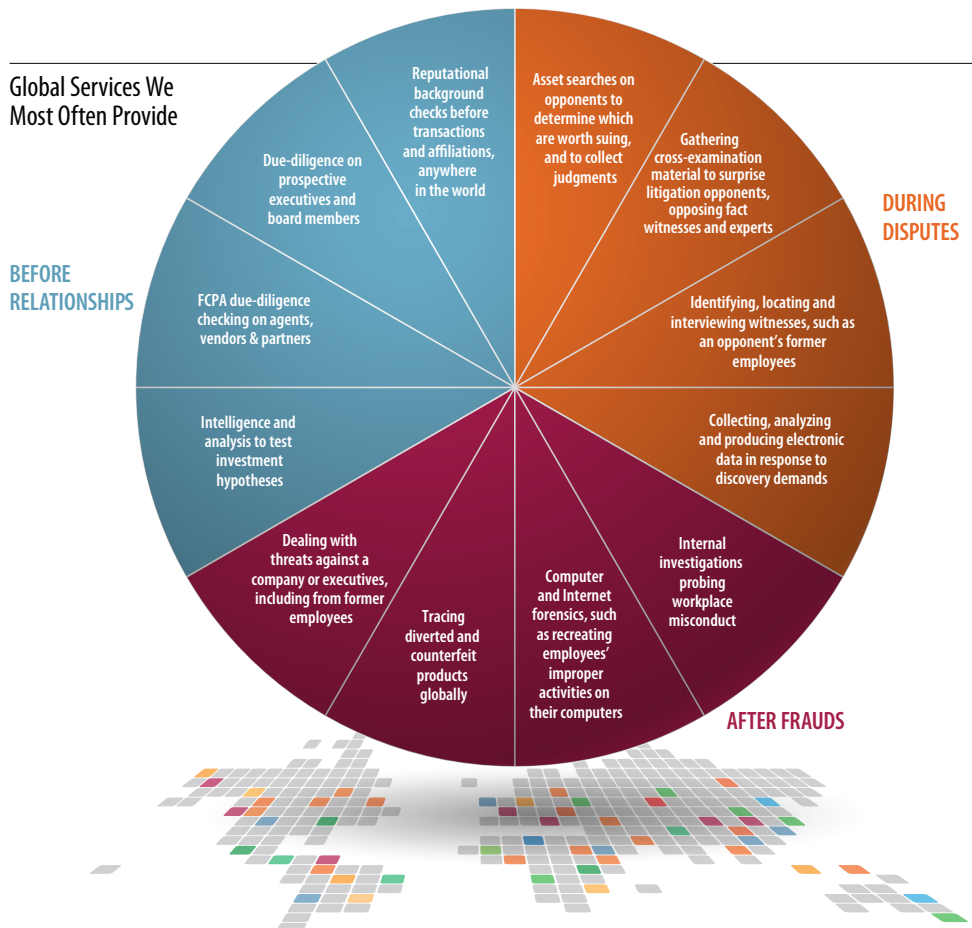 Global Services We
Most Often Provide
BEFORE
RELATIONSHIPS
Reputational
background
checks before
transactions
and affiliations,
anywhere
in the world
Due-diligence on
prospective
executives and
board members
FCPA due-diligence
checking on agents,
vendors & partners
Intelligence and
analysis to test
investment
hypotheses
DURING
DISPUTES
Asset searches on
opponents to
determine which
are worth suing,
and to collect
judgments
Gathering
cross-examination
material to surprise
litigation opponents,
opposing fact
witnesses and experts
Identifying, locating and
interviewing witnesses, such as
an opponent's former
employees
Collecting, analyzing
and producing electronic
data in response to
discovery demands
AFTER FRAUDS
Internal
investigations
probing
workplace
misconduct
Computer
and Internet
forensics, such
as recreating
employees'
improper
activities on
their computers
Tracing
diverted and
counterfeit
products
globally
Dealing with
threats against a
company or executives,
including from former
employees